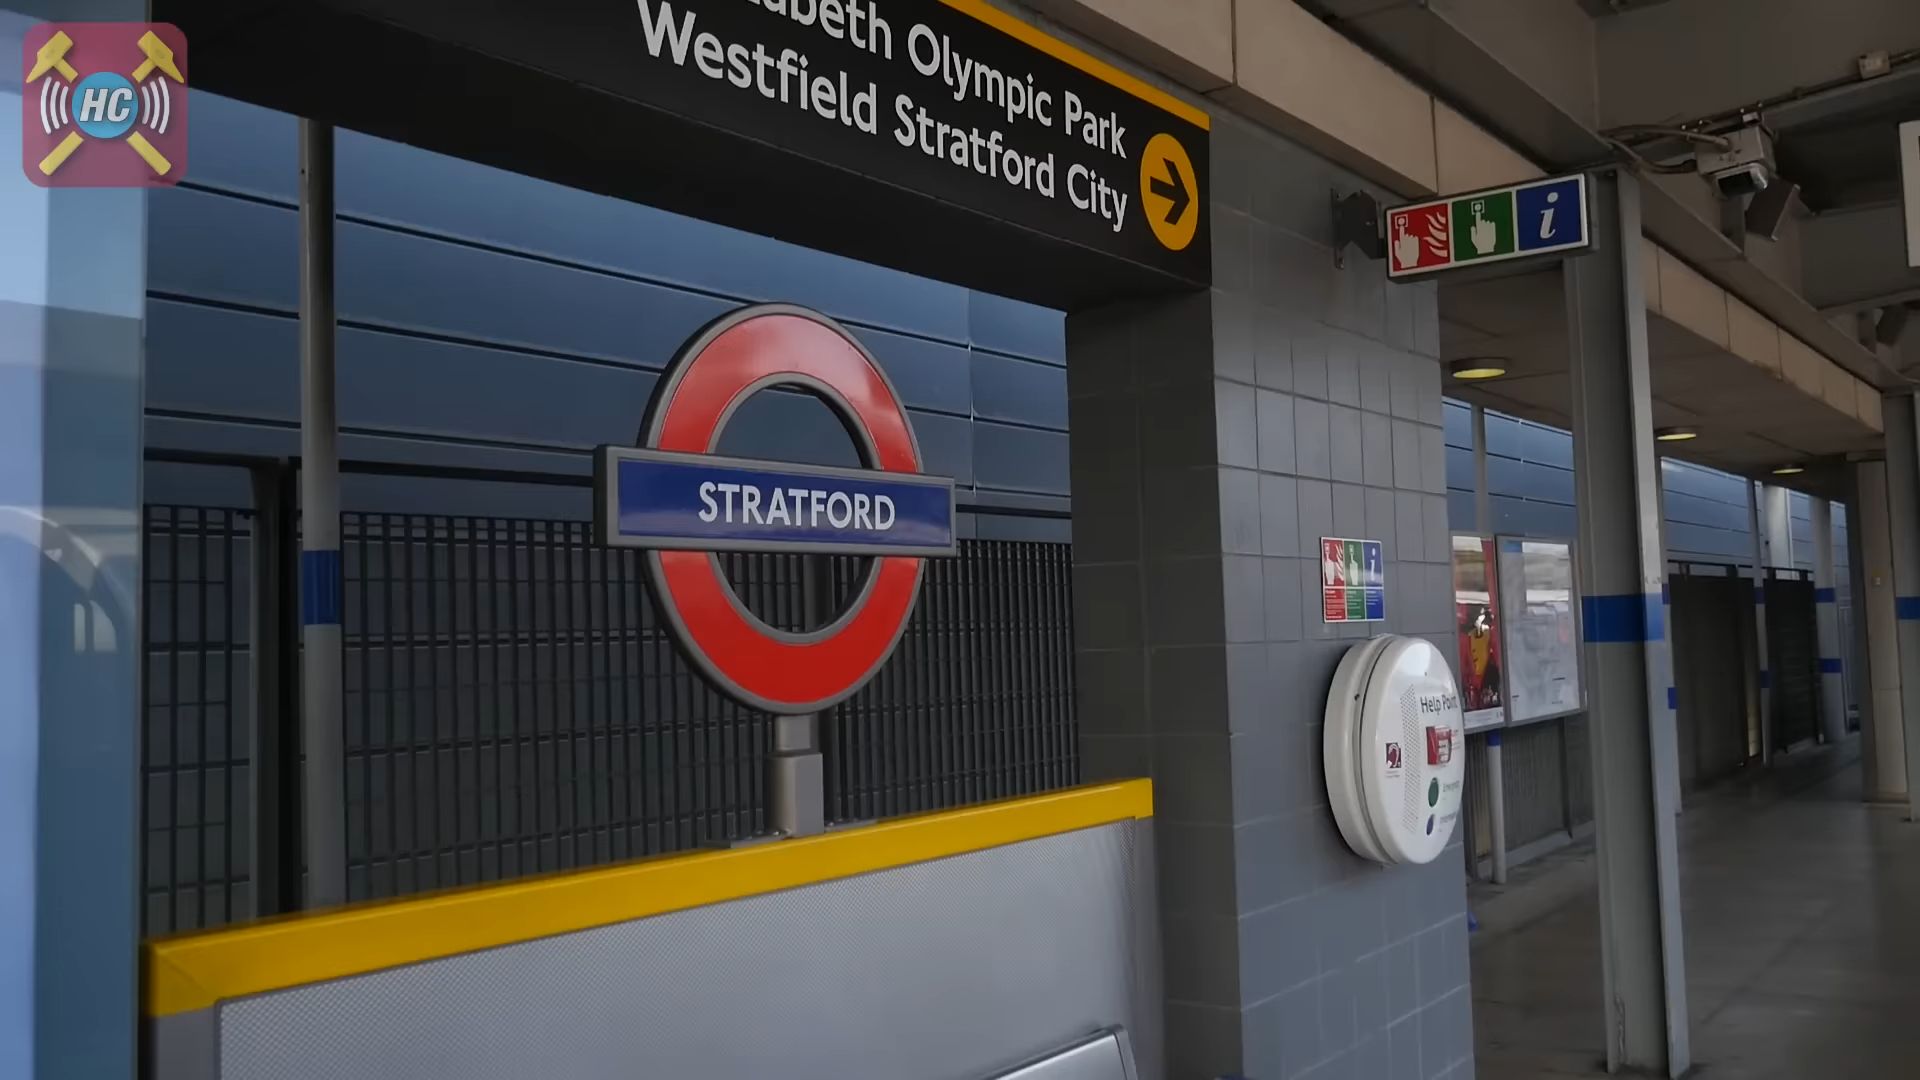 HC
Olympic Park
Westfield Stratford City
i
STRATFORD
i
Help Point